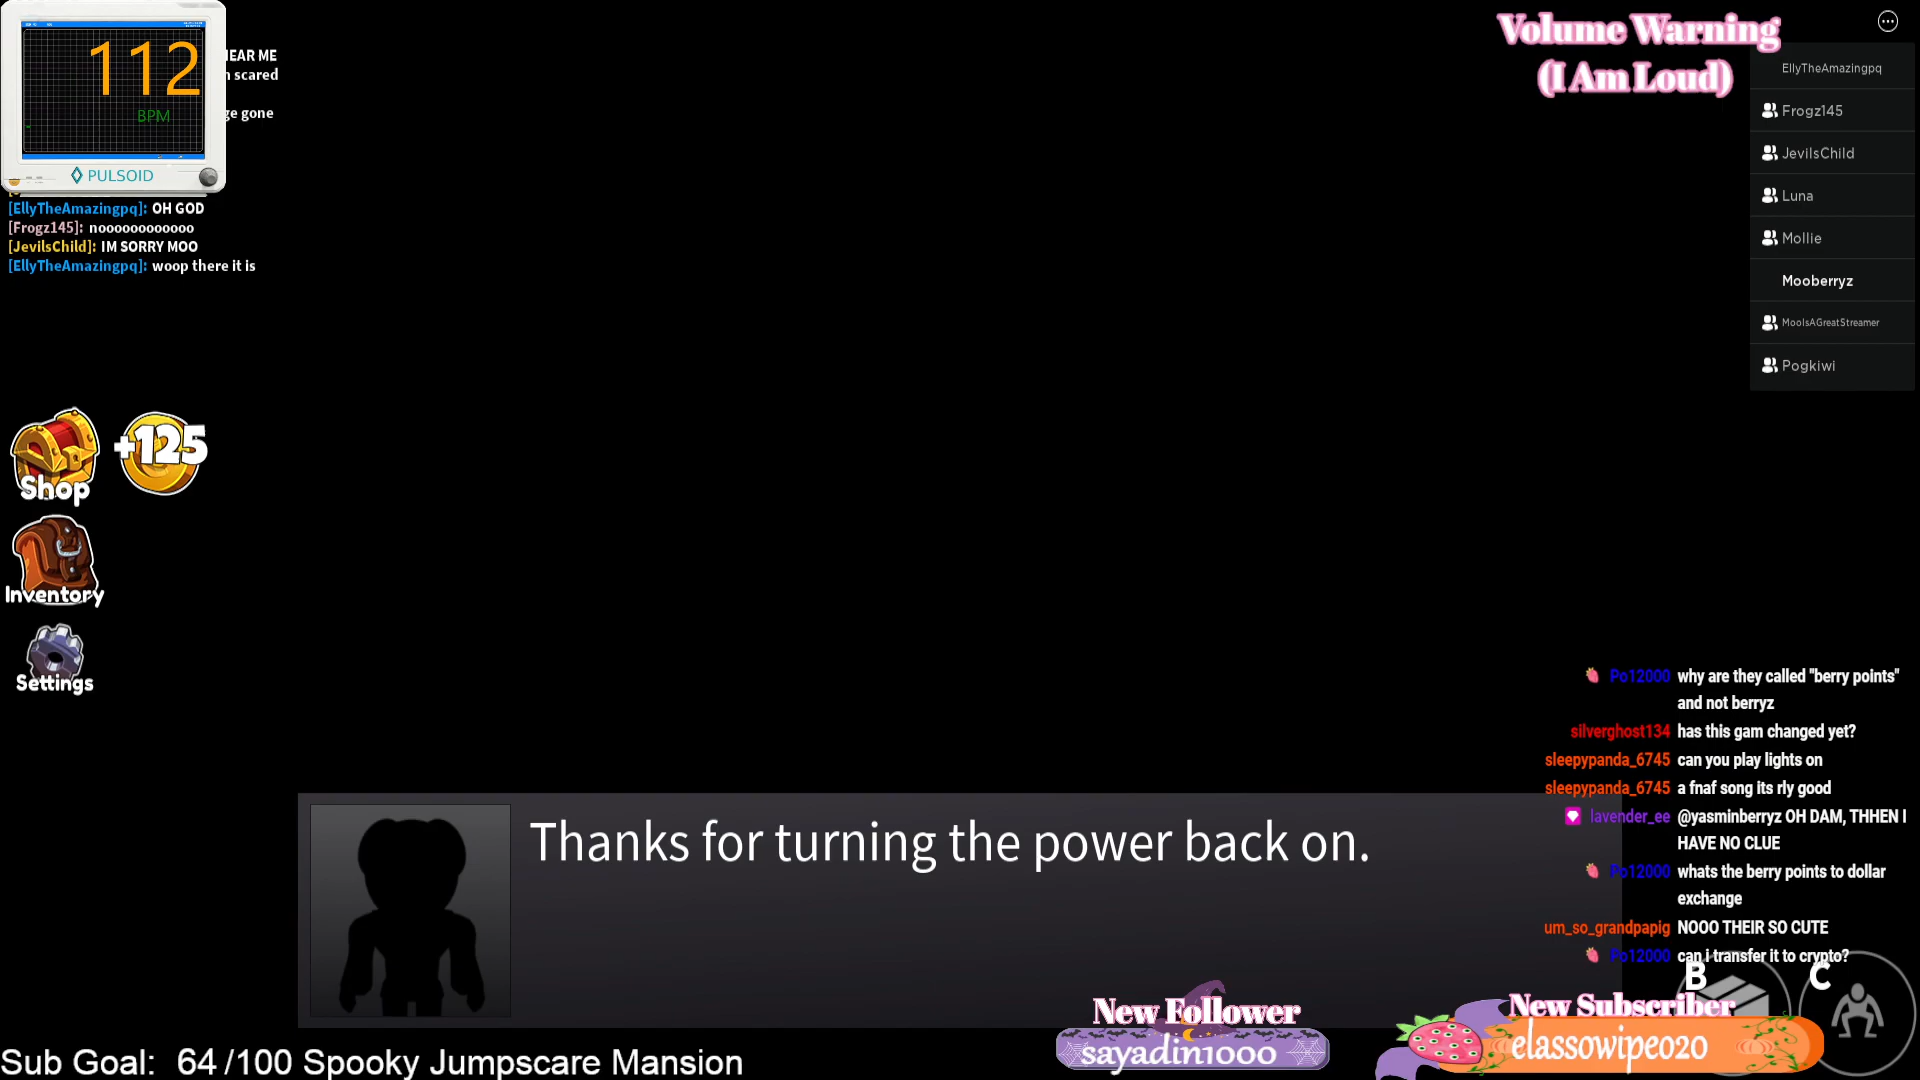 112
BPM
PULSOID
HEAR ME
scared
ge gone
[EllyTheAmazingpq]: OH GOD
[Frogz145]: noooooooooooo
[JevilsChild]: IM SORRY MOO
[EllyTheAmazingpq]: woop there it is
Volume Warning
(I Am Loud)
EllyTheAmazingpq
Frogz145
JevilsChild
Luna
Mollie
Mooberryz
MooIsAGreatStreamer
Pogkiwi
+125
Shop
Inventory
Settings
Po12000 why are they called "berry points"
and not berryz
silverghost134 has this gam changed yet?
sleepypanda_6745 can you play lights on
sleepypanda_6745 a fnaf song its rly good
lavender_ee @yasminberryz OH DAM, THHEN I
HAVE NO CLUE
Po12000 whats the berry points to dollar
exchange
um_so_grandpapig NOOO THEIR SO CUTE
Po12000 can i transfer it to crypto?
Thanks for turning the power back on.
B
C
New Follower
sayadin1000
New Subscriber
elassowipe020
Sub Goal: 64 /100 Spooky Jumpscare Mansion